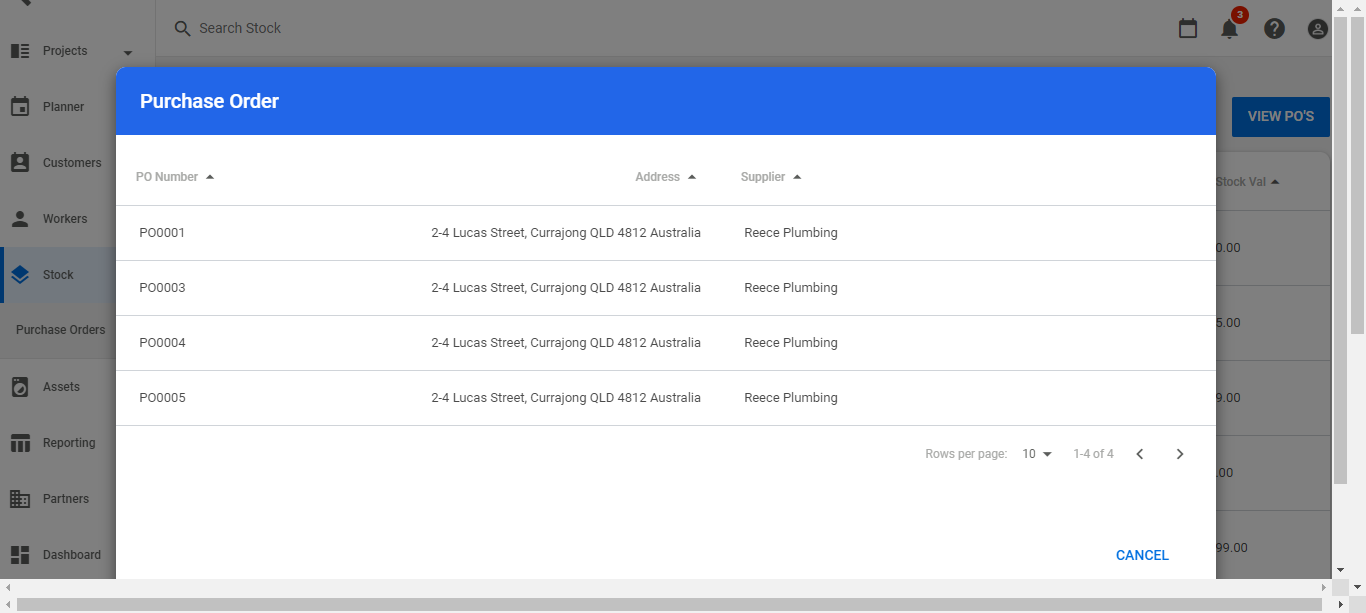 Search Stock
3
Projects
Planner
Customers
Workers
Stock
Purchase Orders
Assets
Reporting
Partners
Dashboard
VIEW PO'S
Stock Val
0.00
5.00
9.00
.00
99.00
Purchase Order
PO Number Address Supplier
PO0001 2-4 Lucas Street, Currajong QLD 4812 Australia Reece Plumbing
PO0003 2-4 Lucas Street, Currajong QLD 4812 Australia Reece Plumbing
PO0004 2-4 Lucas Street, Currajong QLD 4812 Australia Reece Plumbing
PO0005 2-4 Lucas Street, Currajong QLD 4812 Australia Reece Plumbing
Rows per page: 10 1-4 of 4
CANCEL